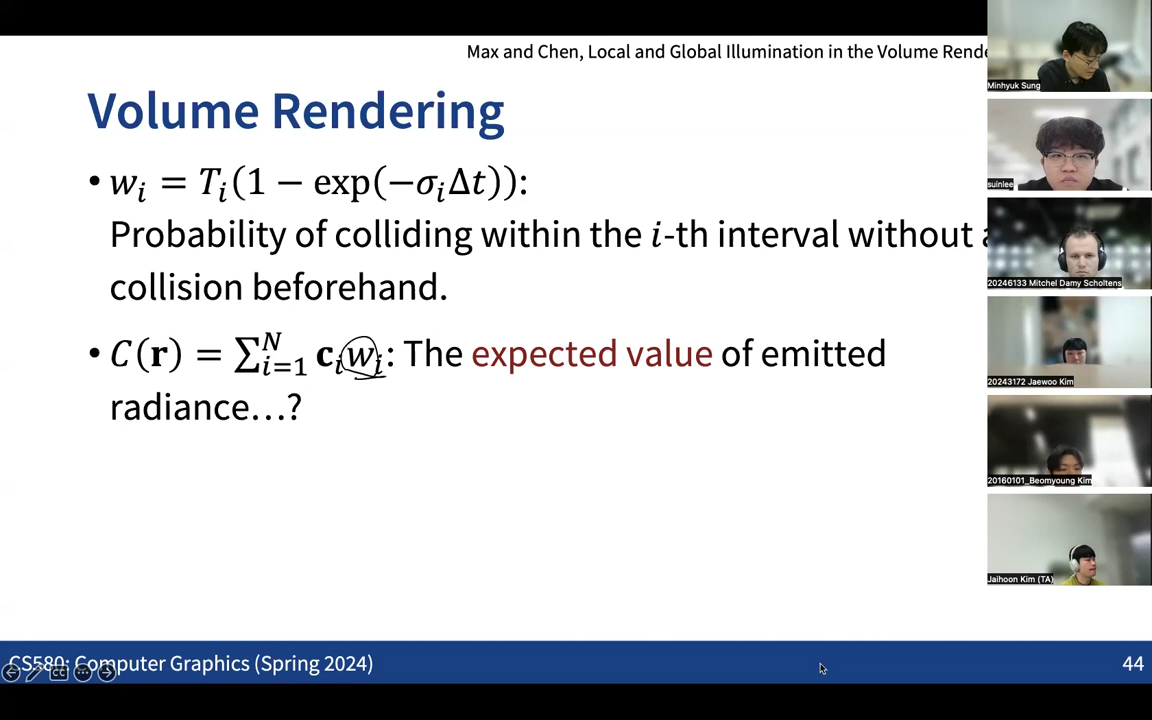 Max and Chen, Local and Global Illumination in the Volume
Volume Rendering
• wᵢ = Tᵢ(1 − exp(−σᵢΔt)):
Probability of colliding within the i-th interval without
collision beforehand.
• C(r) = ∑ᵢ₌₁ᴺ cᵢwᵢ: The expected value of emitted
radiance…?
CS580: Computer Graphics (Spring 2024)
44
Minhyuk Sung
suinlee
20246133 Mitchel Damy Scholtens
20243172 Jaewoo Kim
20160101_Beomyoung Kim
Jaihoon Kim (TA)